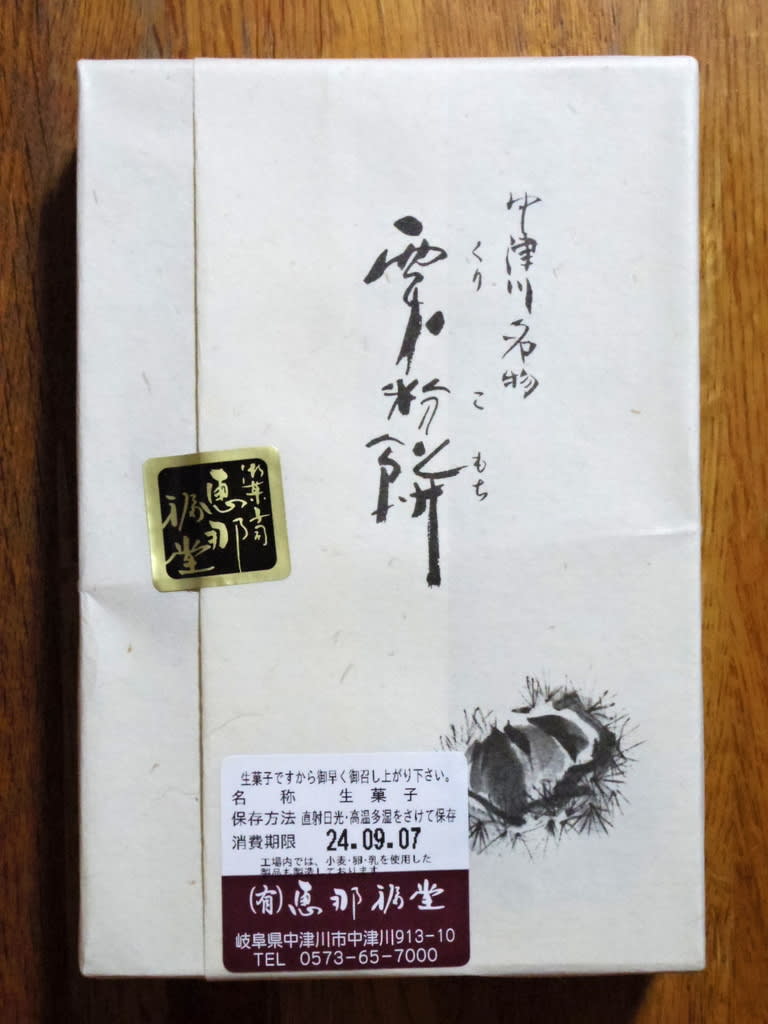 中津川名物
栗粉餅
くり
こ
もち
御菓子司
恵那
福堂
生菓子ですから御早く御召し上がり下さい。
名 称 生菓子
保存方法 直射日光・高温多湿をさけて保存
消費期限 24.09.07
工場内では、小麦・卵・乳を使用した
製品も製造しております
(有)恵那福堂
岐阜県中津川市中津川913-10
TEL 0573-65-7000